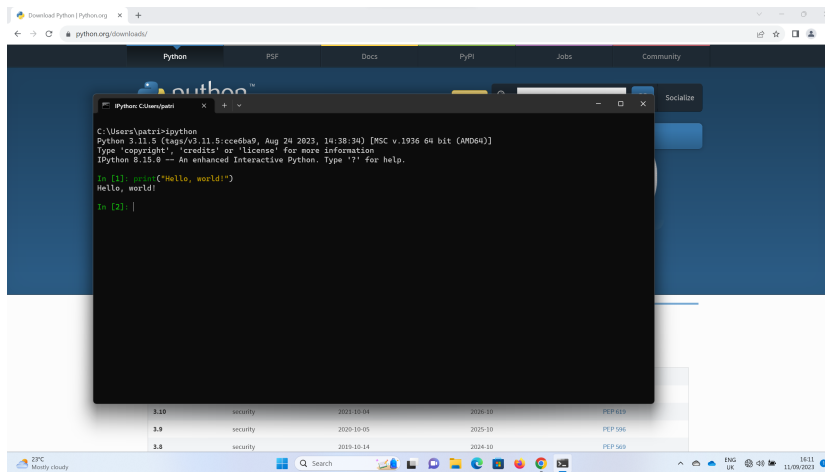 Download Python | Python.org
python.org/downloads/
Python PSF Docs PyPI Jobs Community
python™
Socialize
IPython: C:Users/patri
C:\Users\patri>ipython
Python 3.11.5 (tags/v3.11.5:cce6ba9, Aug 24 2023, 14:38:34) [MSC v.1936 64 bit (AMD64)]
Type 'copyright', 'credits' or 'license' for more information
IPython 8.15.0 -- An enhanced Interactive Python. Type '?' for help.
In [1]: print("Hello, world!")
Hello, world!
In [2]:
3.10 security 2021-10-04 2026-10 PEP 619
3.9 security 2020-10-05 2025-10 PEP 596
3.8 security 2019-10-14 2024-10 PEP 569
23°C
Mostly cloudy
Search
ENG
UK
16:11
11/09/2023